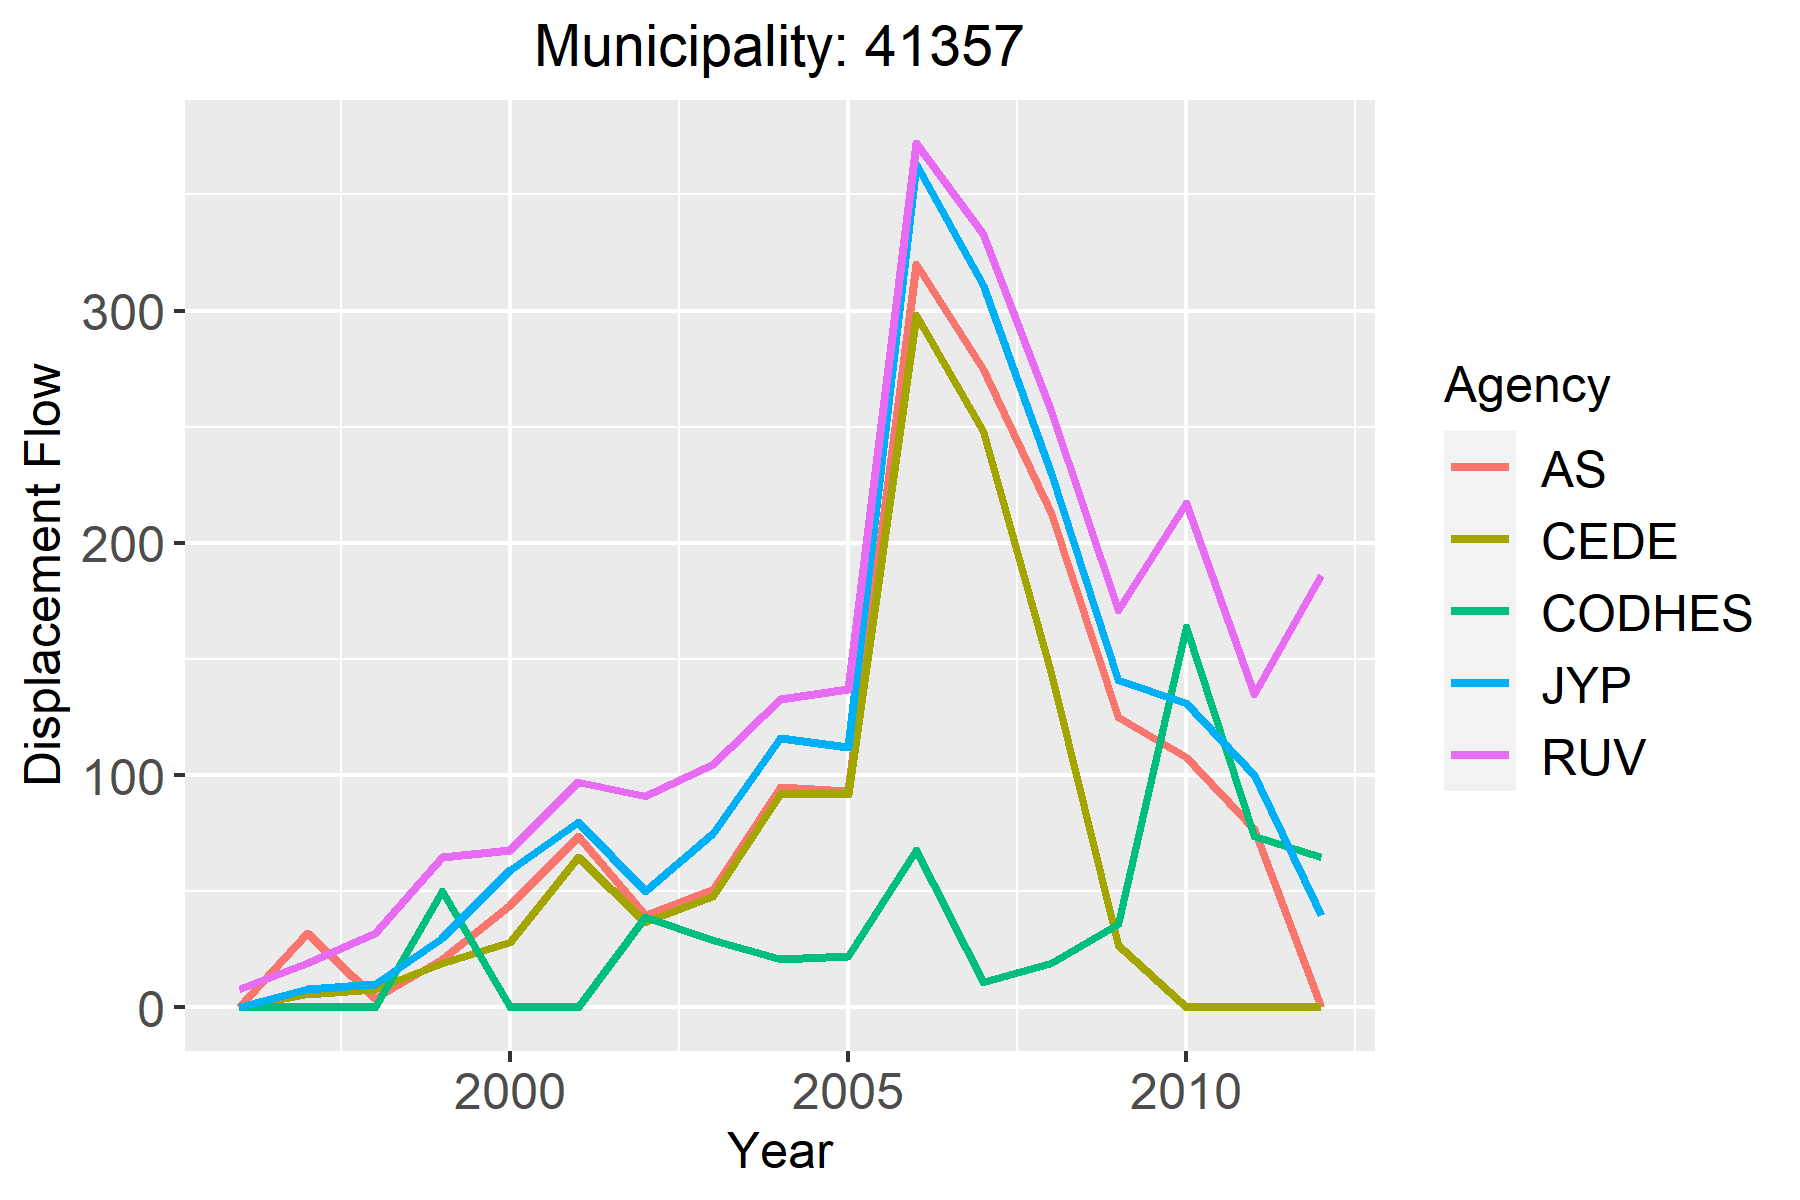 Municipality: 41357
Displacement Flow
300
200
100
0
2000
2005
2010
Year
Agency
AS
CEDE
CODHES
JYP
RUV